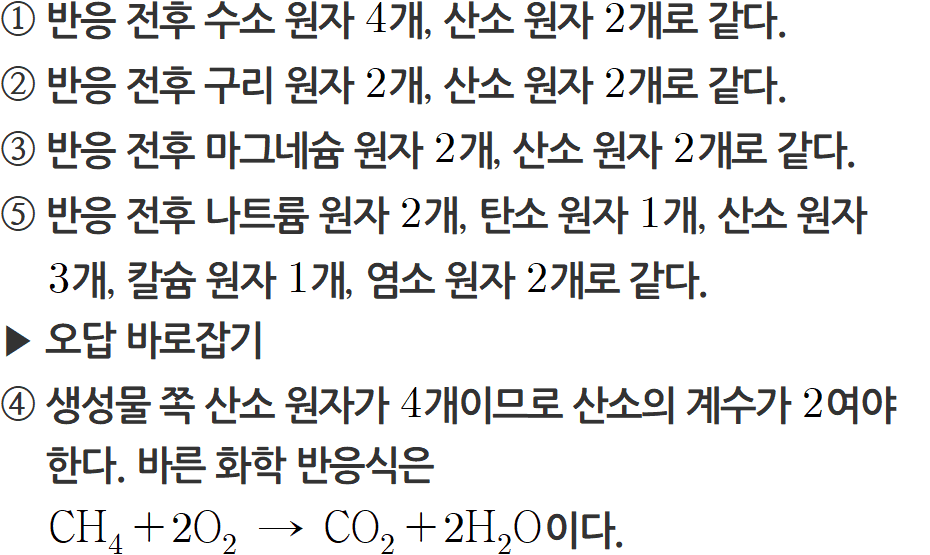 ① 반응 전후 수소 원자 4개, 산소 원자 2개로 같다.
② 반응 전후 구리 원자 2개, 산소 원자 2개로 같다.
③ 반응 전후 마그네슘 원자 2개, 산소 원자 2개로 같다.
⑤ 반응 전후 나트륨 원자 2개, 탄소 원자 1개, 산소 원자
3개, 칼슘 원자 1개, 염소 원자 2개로 같다.
▶ 오답 바로잡기
④ 생성물 쪽 산소 원자가 4개이므로 산소의 계수가 2여야
한다. 바른 화학 반응식은
CH₄ + 2O₂ → CO₂ + 2H₂O이다.